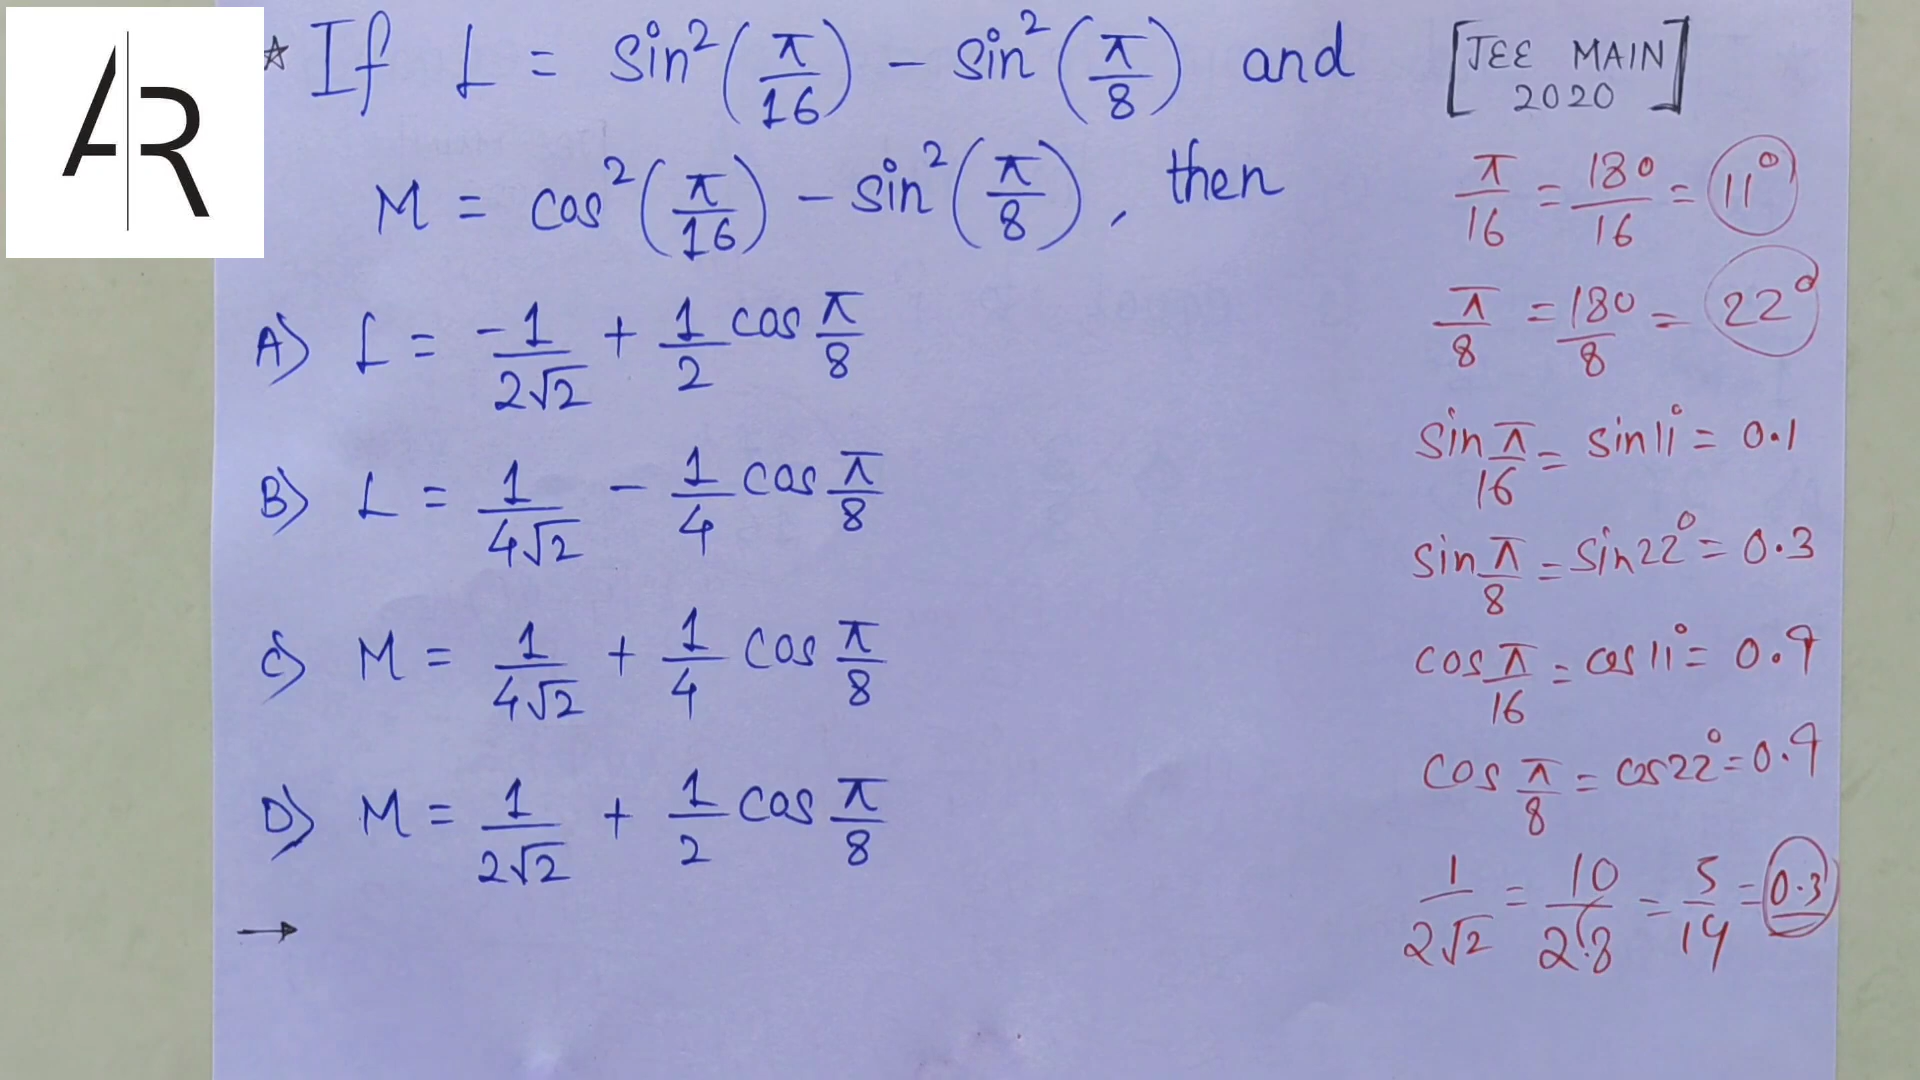 AR
☆ If L = sin²(π/16) - sin²(π/8) and
M = cos²(π/16) - sin²(π/8), then
A) L = -1/2√2 + 1/2 cos π/8
B) L = 1/4√2 - 1/4 cos π/8
C) M = 1/4√2 + 1/4 cos π/8
D) M = 1/2√2 + 1/2 cos π/8
→
[JEE MAIN
2020]
π/16 = 180/16 = 11°
π/8 = 180/8 = 22°
sin π/16 = sin 11° = 0.1
sin π/8 = sin 22° = 0.3
cos π/16 = cos 11° = 0.9
cos π/8 = cos 22° = 0.9
1/2√2 = 10/28 = 5/14 = 0.3